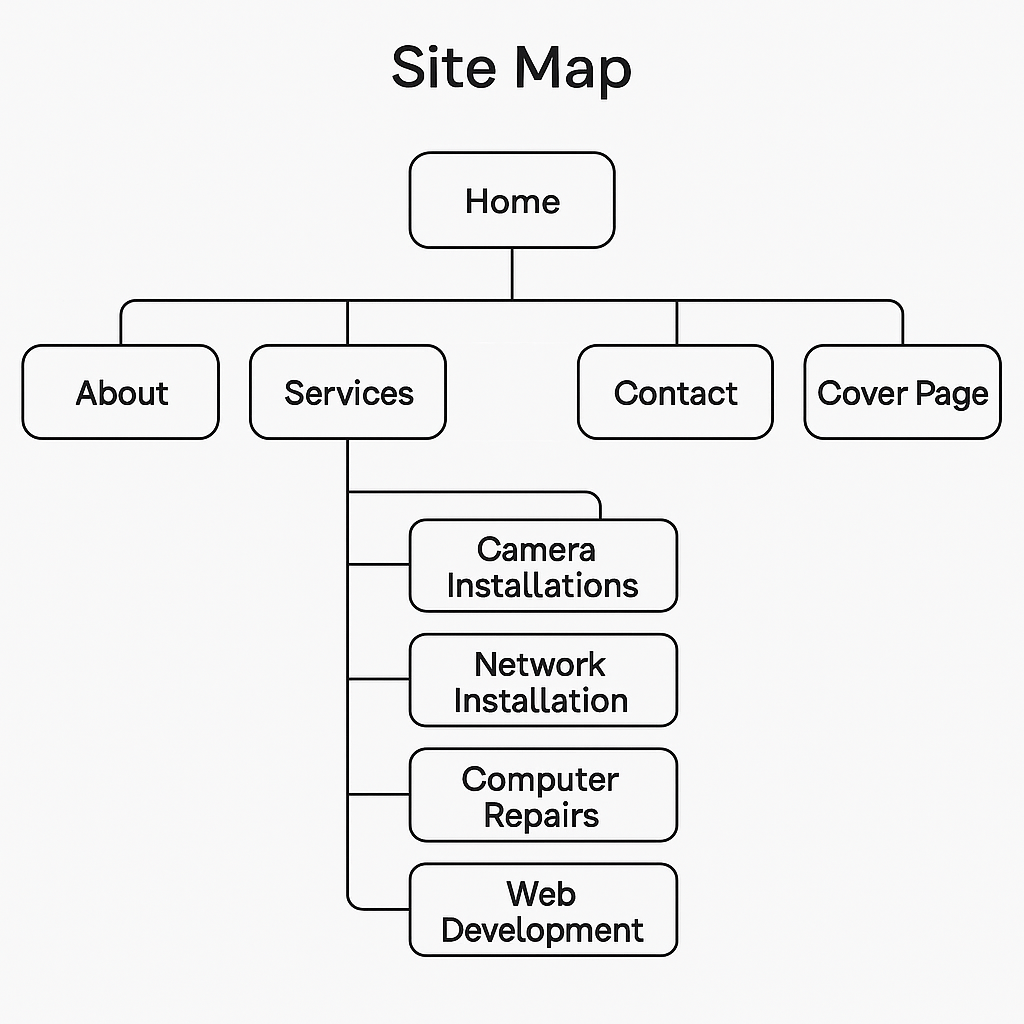 Site Map
Home
About
Services
Contact
Cover Page
Camera
Installations
Network
Installation
Computer
Repairs
Web
Development